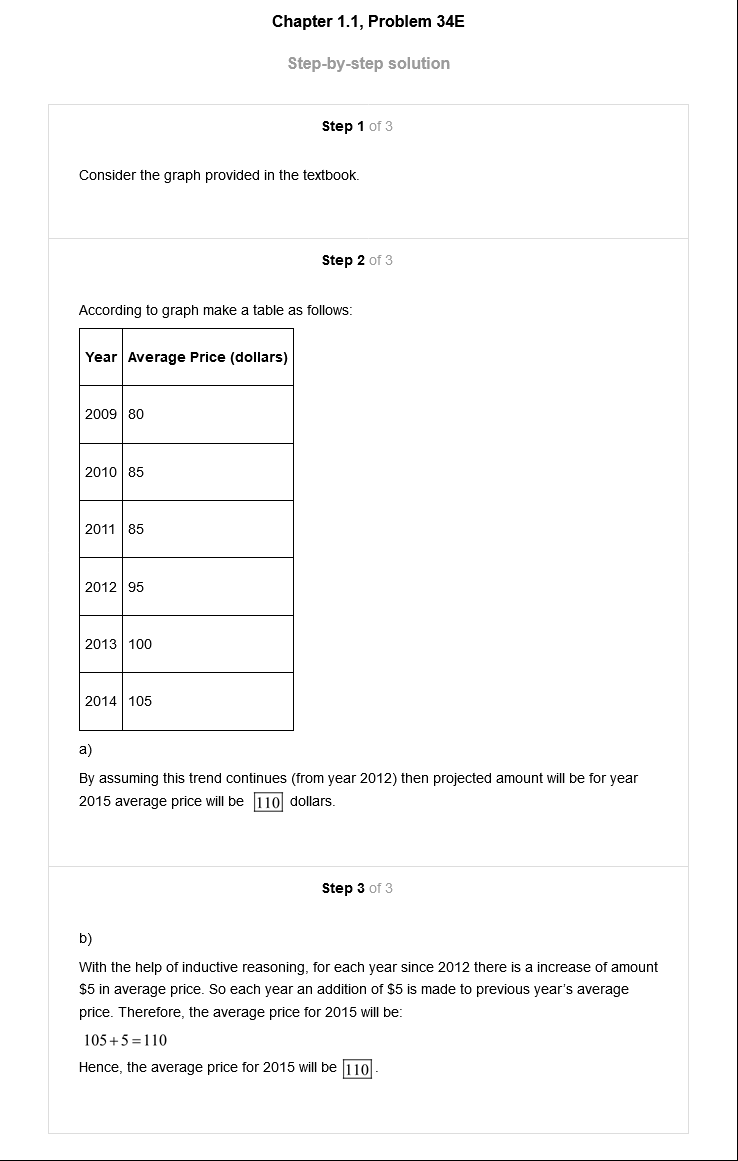 Chapter 1.1, Problem 34E
Step-by-step solution
Step 1 of 3
Consider the graph provided in the textbook.
Step 2 of 3
According to graph make a table as follows:
Year Average Price (dollars)
2009 80
2010 85
2011 85
2012 95
2013 100
2014 105
a)
By assuming this trend continues (from year 2012) then projected amount will be for year
2015 average price will be 110 dollars.
Step 3 of 3
b)
With the help of inductive reasoning, for each year since 2012 there is a increase of amount
$5 in average price. So each year an addition of $5 is made to previous year's average
price. Therefore, the average price for 2015 will be:
105+5=110
Hence, the average price for 2015 will be 110.